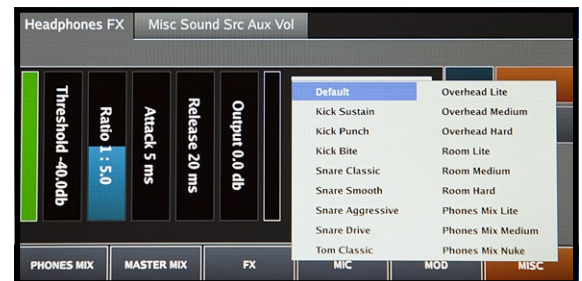 Headphones FX
Misc Sound Src Aux Vol
Threshold -40.0db
Ratio 1 : 5.0
Attack 5 ms
Release 20 ms
Output 0.0 db
Default
Kick Sustain
Kick Punch
Kick Bite
Snare Classic
Snare Smooth
Snare Aggressive
Snare Drive
Tom Classic
Overhead Lite
Overhead Medium
Overhead Hard
Room Lite
Room Medium
Room Hard
Phones Mix Lite
Phones Mix Medium
Phones Mix Nuke
PHONES MIX
MASTER MIX
FX
MIC
MOD
MISC